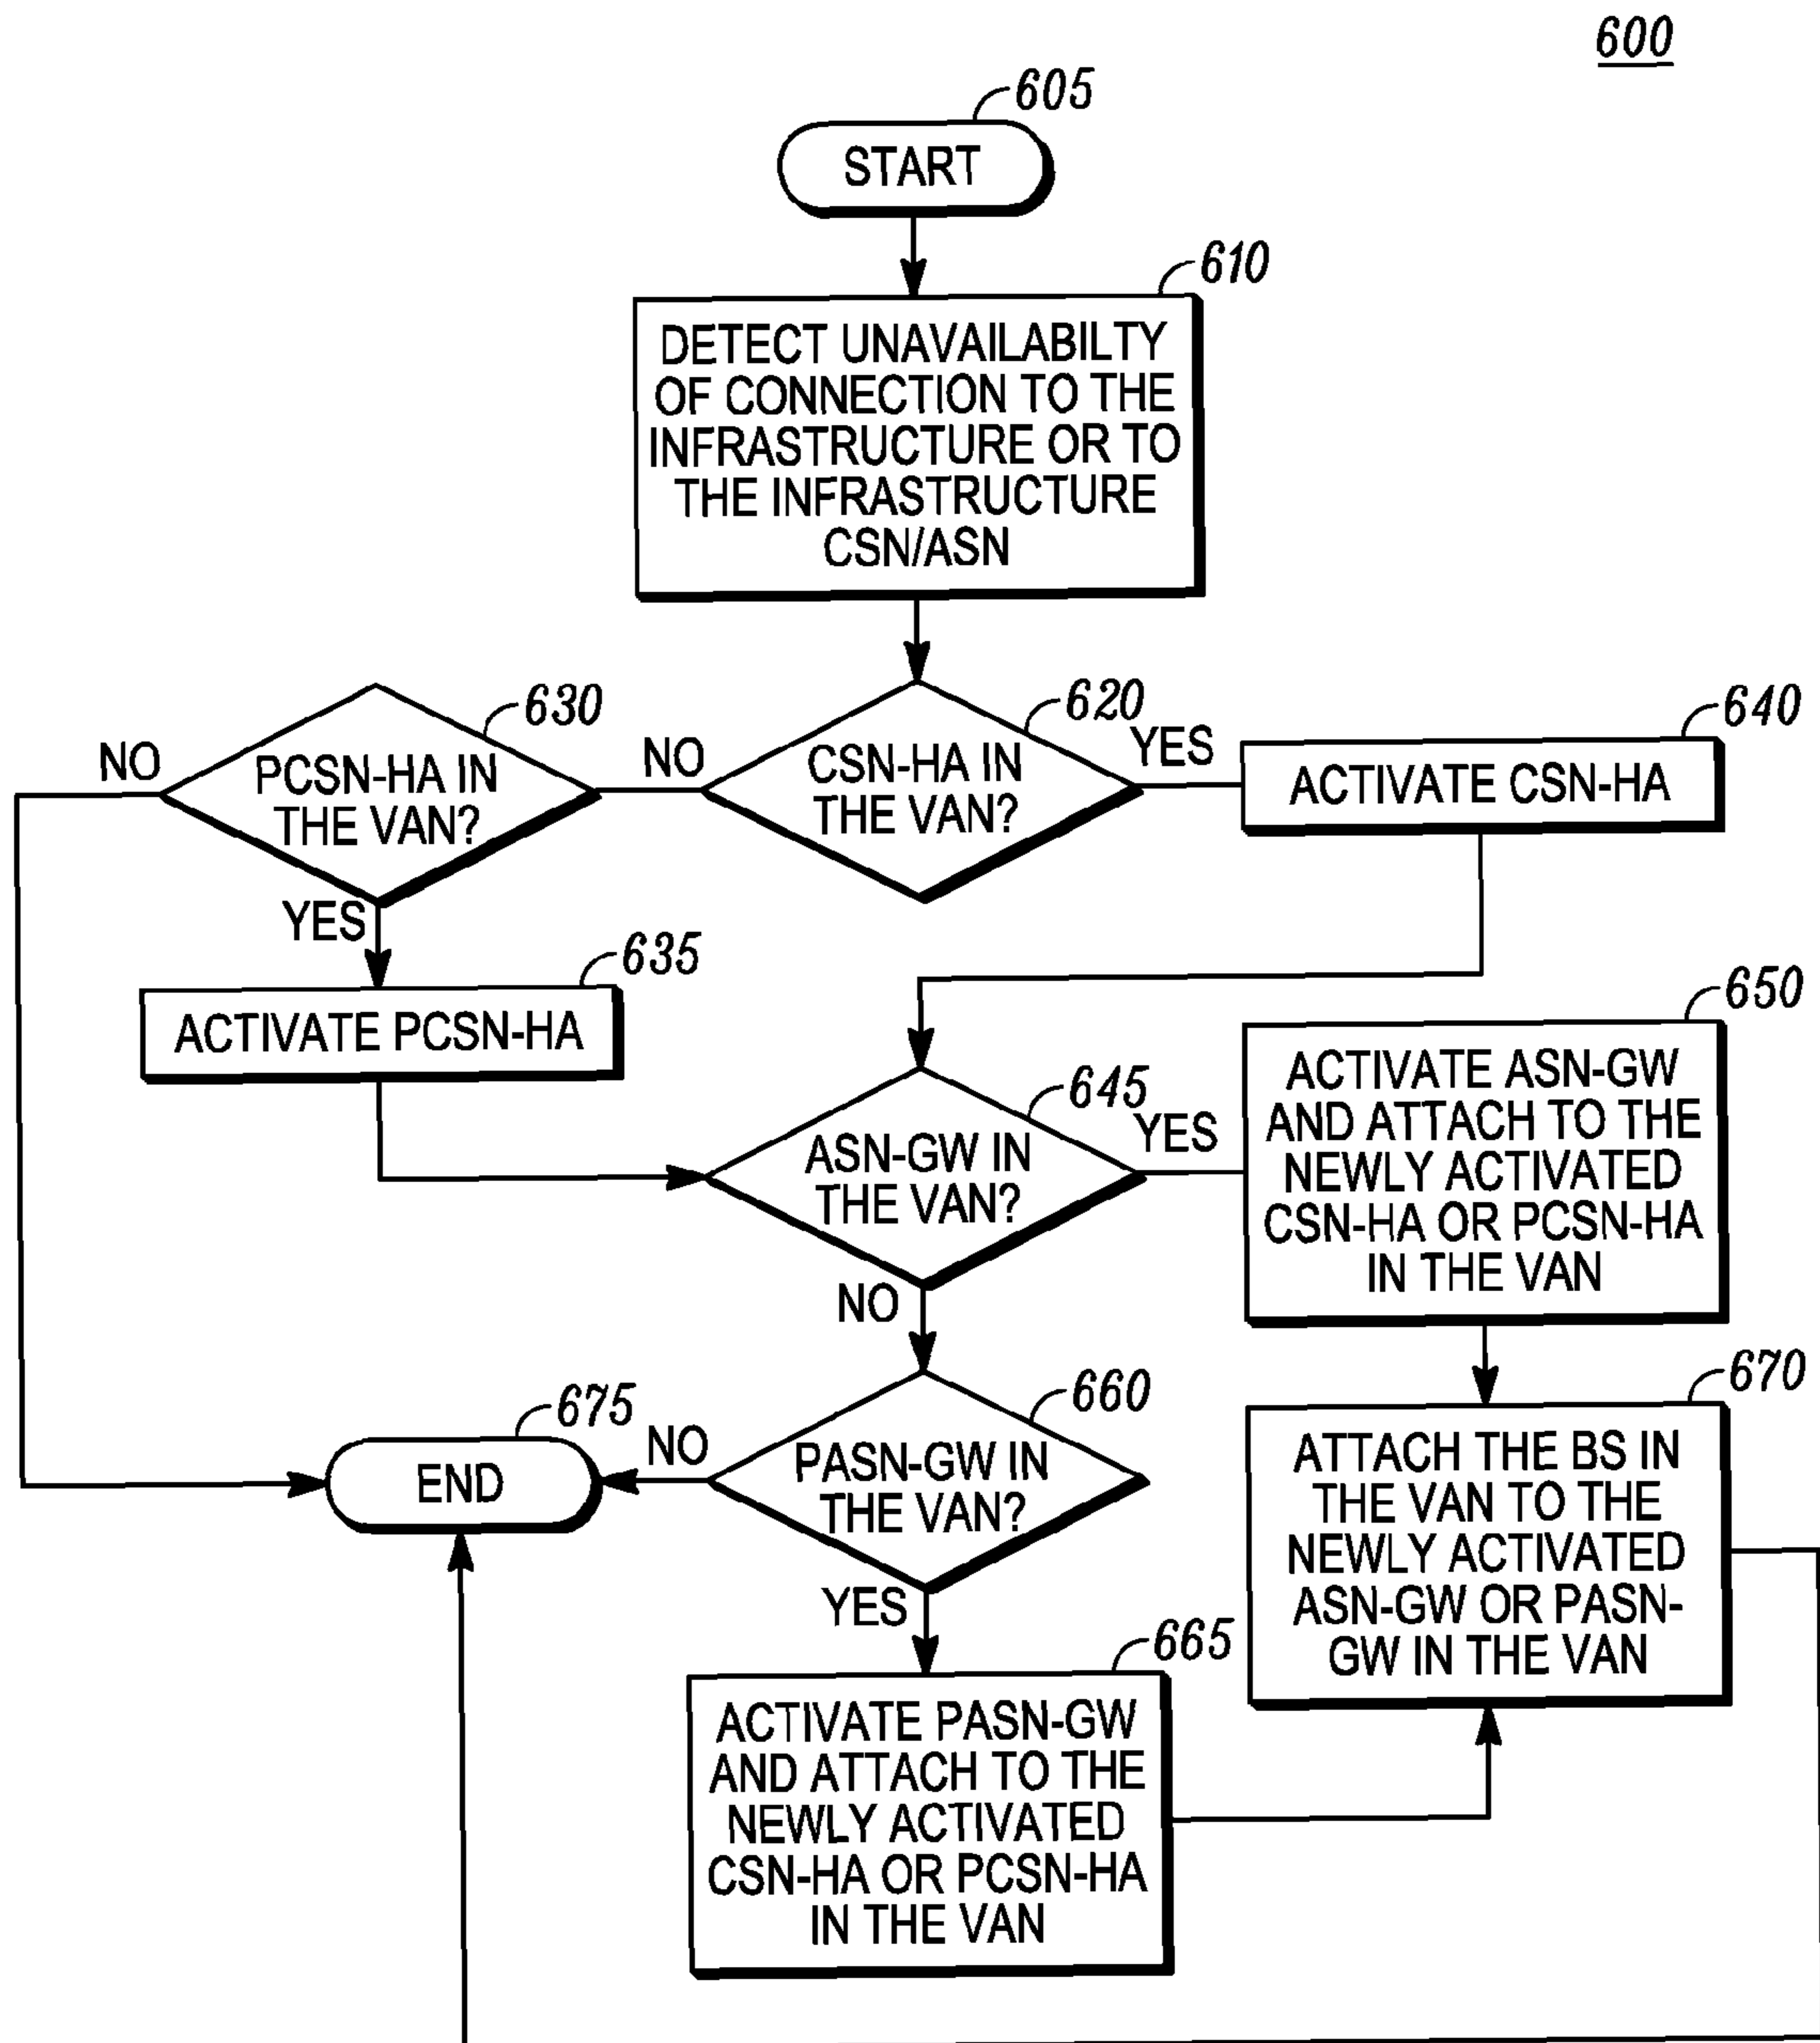 600
605
START
610
DETECT UNAVAILABILTY
OF CONNECTION TO THE
INFRASTRUCTURE OR TO
THE INFRASTRUCTURE
CSN/ASN
630
NO
PCSN-HA IN
THE VAN?
YES
620
NO
CSN-HA IN
THE VAN?
YES
640
ACTIVATE CSN-HA
635
ACTIVATE PCSN-HA
645
ASN-GW IN
THE VAN?
YES
NO
650
ACTIVATE ASN-GW
AND ATTACH TO THE
NEWLY ACTIVATED
CSN-HA OR PCSN-HA
IN THE VAN
675
END
660
NO
PASN-GW IN
THE VAN?
YES
670
ATTACH THE BS IN
THE VAN TO THE
NEWLY ACTIVATED
ASN-GW OR PASN-
GW IN THE VAN
665
ACTIVATE PASN-GW
AND ATTACH TO THE
NEWLY ACTIVATED
CSN-HA OR PCSN-HA
IN THE VAN